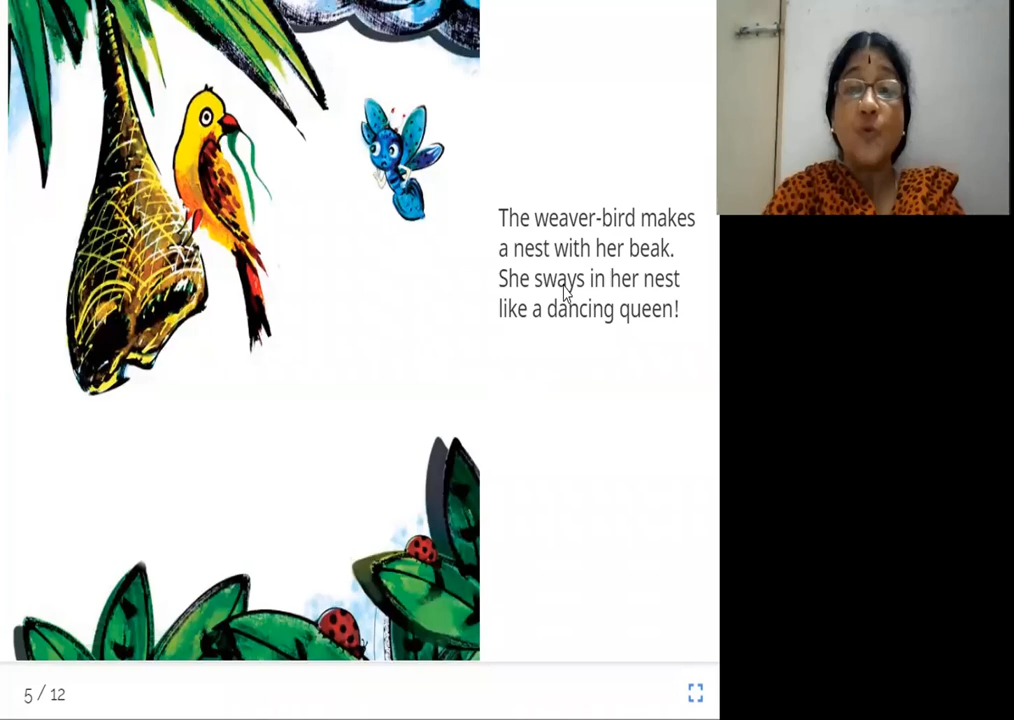 The weaver-bird makes
a nest with her beak.
She sways in her nest
like a dancing queen!
5 / 12